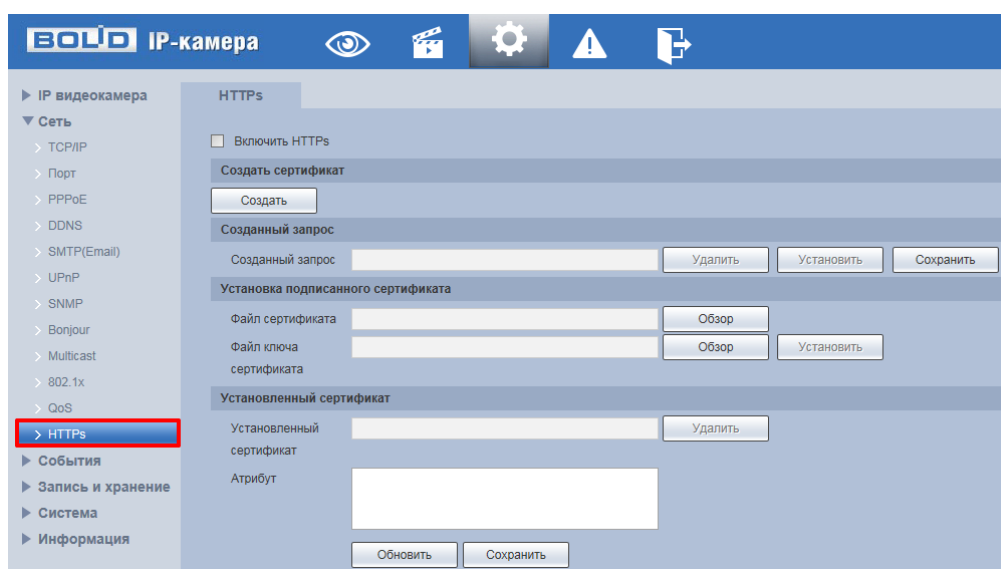 BOLID IP-камера
IP видеокамера
Сеть
TCP/IP
Порт
PPPoE
DDNS
SMTP(Email)
UPnP
SNMP
Bonjour
Multicast
802.1x
QoS
HTTPs
События
Запись и хранение
Система
Информация
HTTPs
Включить HTTPs
Создать сертификат
Создать
Созданный запрос
Созданный запрос Удалить Установить Сохранить
Установка подписанного сертификата
Файл сертификата Обзор
Файл ключа Обзор Установить
сертификата
Установленный сертификат
Установленный Удалить
сертификат
Атрибут
Обновить Сохранить